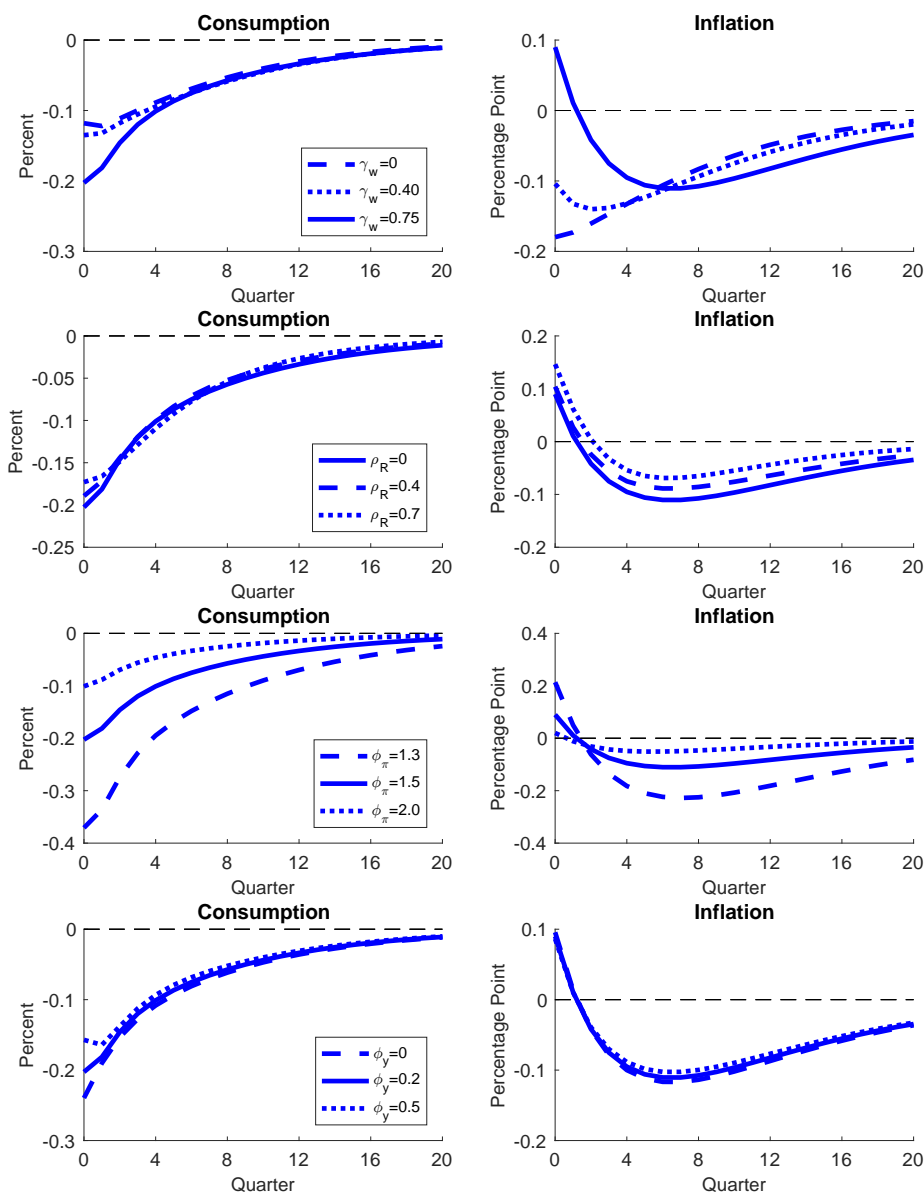 Consumption
Percent
0
-0.1
-0.2
-0.3
γw=0
γw=0.40
γw=0.75
0 4 8 12 16 20
Quarter
Inflation
Percentage Point
0.1
0
-0.1
-0.2
0 4 8 12 16 20
Quarter
Consumption
Percent
0
-0.05
-0.1
-0.15
-0.2
-0.25
ρR=0
ρR=0.4
ρR=0.7
0 4 8 12 16 20
Quarter
Inflation
Percentage Point
0.2
0.1
0
-0.1
-0.2
0 4 8 12 16 20
Quarter
Consumption
Percent
0
-0.1
-0.2
-0.3
-0.4
ϕπ=1.3
ϕπ=1.5
ϕπ=2.0
0 4 8 12 16 20
Quarter
Inflation
Percentage Point
0.4
0.2
0
-0.2
-0.4
0 4 8 12 16 20
Quarter
Consumption
Percent
0
-0.1
-0.2
-0.3
ϕy=0
ϕy=0.2
ϕy=0.5
0 4 8 12 16 20
Quarter
Inflation
Percentage Point
0.1
0
-0.1
-0.2
0 4 8 12 16 20
Quarter